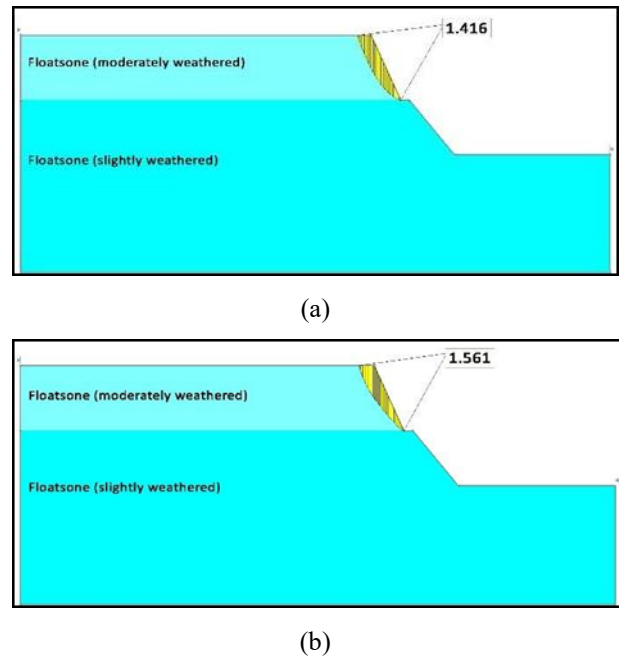 1.416
Floatsone (moderately weathered)
Floatsone (slightly weathered)
(a)
1.561
Floatsone (moderately weathered)
Floatsone (slightly weathered)
(b)